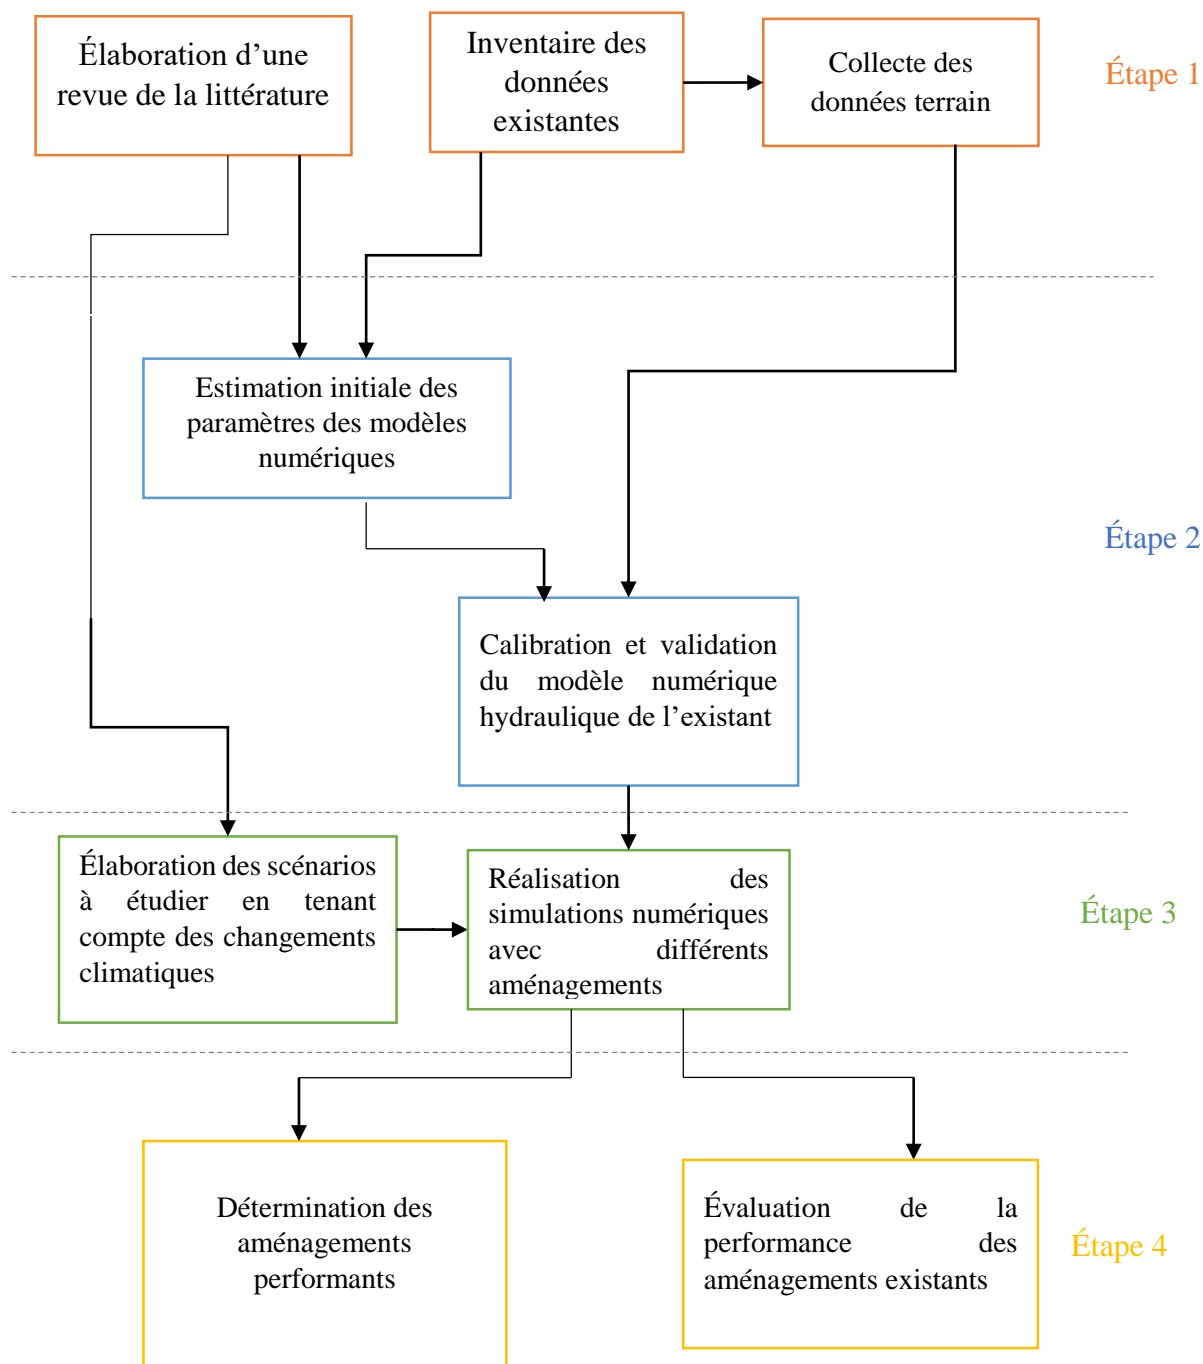 Élaboration d’une
revue de la littérature
Inventaire des
données
existantes
Collecte des
données terrain
Étape 1
Estimation initiale des
paramètres des modèles
numériques
Étape 2
Calibration et validation
du modèle numérique
hydraulique de l’existant
Élaboration des scénarios
à étudier en tenant
compte des changements
climatiques
Réalisation des
simulations numériques
avec différents
aménagements
Étape 3
Détermination des
aménagements
performants
Évaluation de la
performance des
aménagements existants
Étape 4